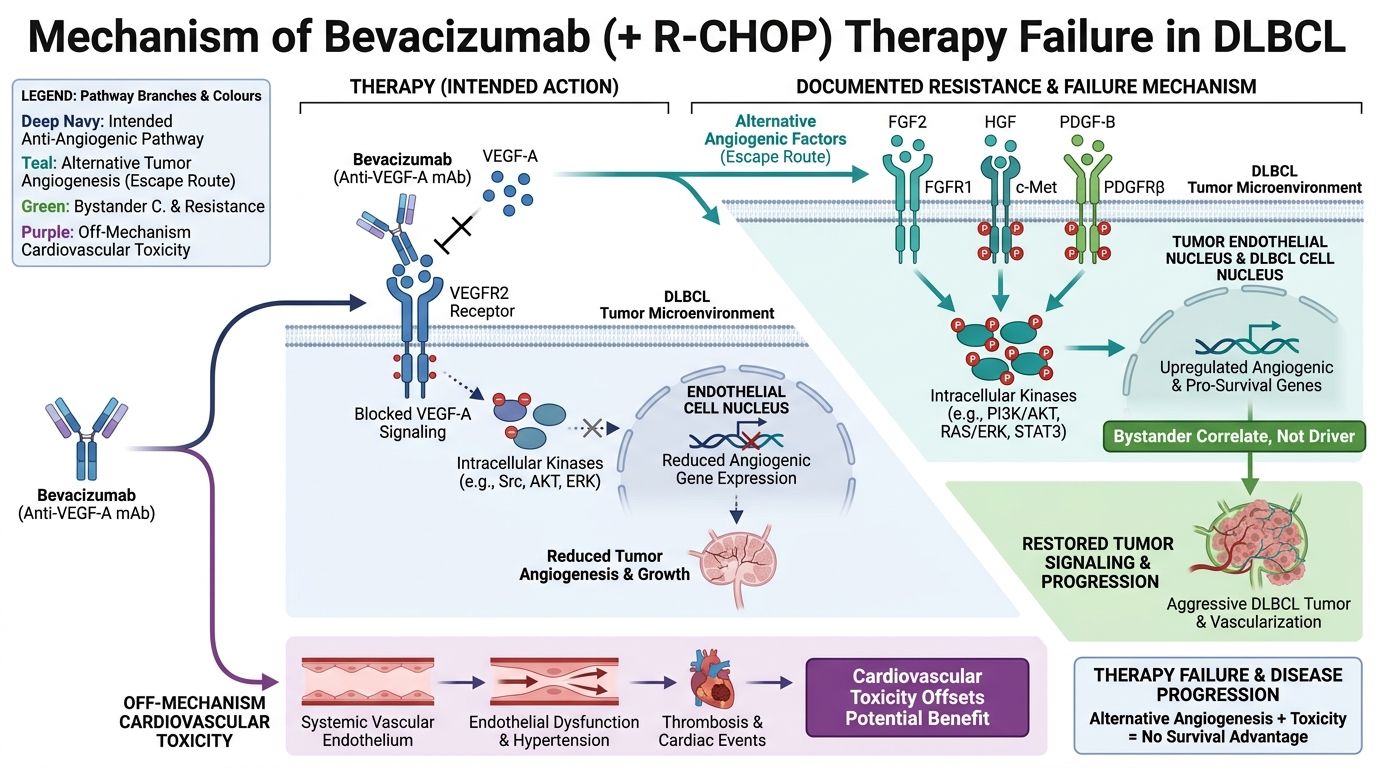 Mechanism of Bevacizumab (+ R-CHOP) Therapy Failure in DLBCL
LEGEND: Pathway Branches & Colours
Deep Navy: Intended
Anti-Angiogenic Pathway
Teal: Alternative Tumor
Angiogenesis (Escape Route)
Green: Bystander C. & Resistance
Purple: Off-Mechanism
Cardiovascular Toxicity
THERAPY (INTENDED ACTION)
Bevacizumab
(Anti-VEGF-A mAb)
VEGF-A
VEGFR2
Receptor
DLBCL
Tumor Microenvironment
Blocked VEGF-A
Signaling
Intracellular Kinases
(e.g., Src, AKT, ERK)
ENDOTHELIAL
CELL NUCLEUS
Reduced Angiogenic
Gene Expression
Reduced Tumor
Angiogenesis & Growth
Bevacizumab
(Anti-VEGF-A mAb)
DOCUMENTED RESISTANCE & FAILURE MECHANISM
Alternative
Angiogenic Factors
(Escape Route)
FGF2
HGF
PDGF-B
FGFR1
c-Met
PDGFRβ
DLBCL
Tumor Microenvironment
P
P
P
P
P
P
P
P
TUMOR ENDOTHELIAL
NUCLEUS & DLBCL CELL
NUCLEUS
P
P
P
P
P
P
P
Intracellular Kinases
(e.g., PI3K/AKT,
RAS/ERK, STAT3)
Upregulated Angiogenic
& Pro-Survival Genes
Bystander Correlate, Not Driver
RESTORED TUMOR
SIGNALING &
PROGRESSION
Aggressive DLBCL Tumor
& Vascularization
OFF-MECHANISM
CARDIOVASCULAR
TOXICITY
Systemic Vascular
Endothelium
Endothelial Dysfunction
& Hypertension
Thrombosis &
Cardiac Events
Cardiovascular
Toxicity Offsets
Potential Benefit
THERAPY FAILURE & DISEASE
PROGRESSION
Alternative Angiogenesis + Toxicity
= No Survival Advantage